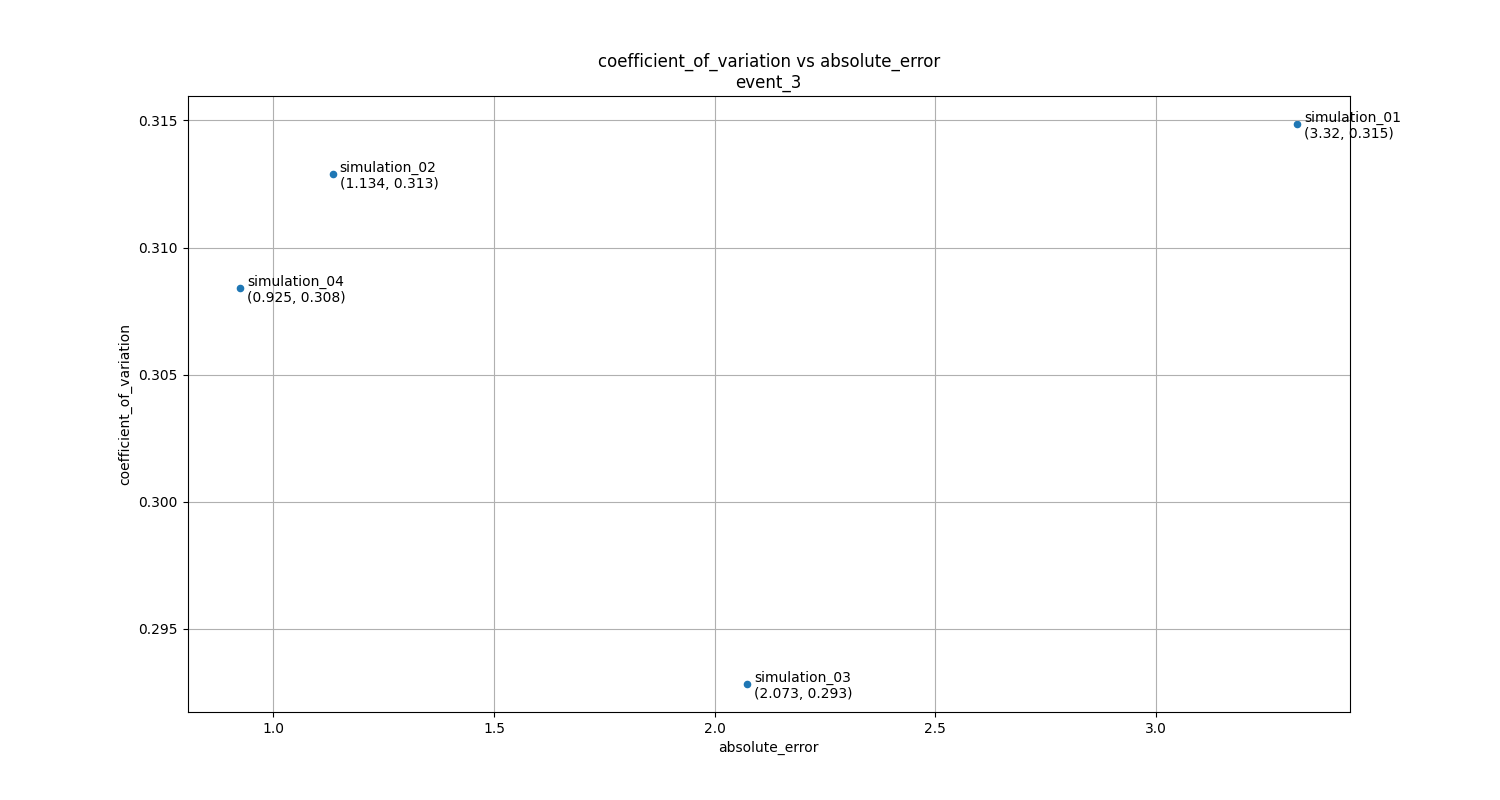 coefficient_of_variation vs absolute_error
event_3
0.315
0.310
0.305
0.300
0.295
coefficient_of_variation
simulation_01
(3.32, 0.315)
simulation_02
(1.134, 0.313)
simulation_04
(0.925, 0.308)
simulation_03
(2.073, 0.293)
1.0
1.5
2.0
2.5
3.0
absolute_error